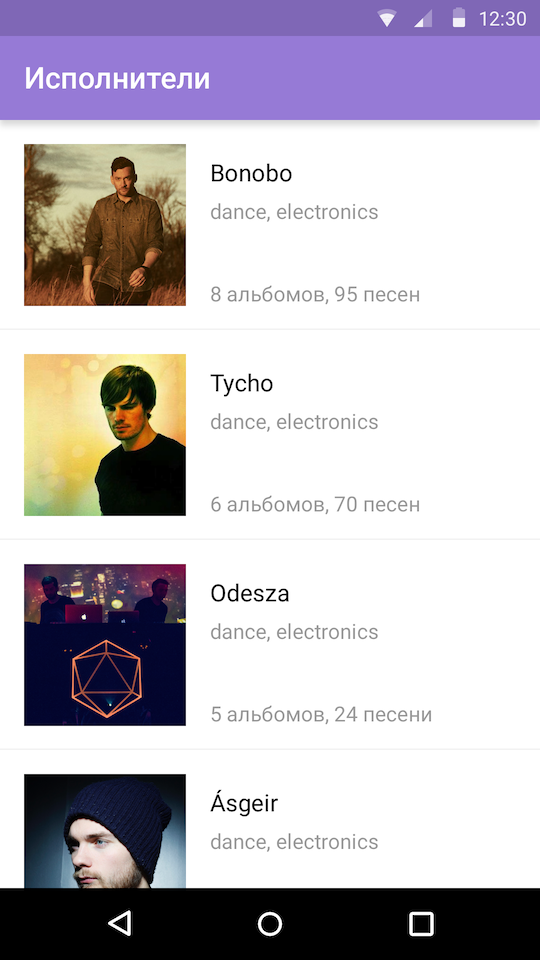 12:30
Исполнители
Bonobo
dance, electronics
8 альбомов, 95 песен
Tycho
dance, electronics
6 альбомов, 70 песен
Odesza
dance, electronics
5 альбомов, 24 песени
Ásgeir
dance, electronics